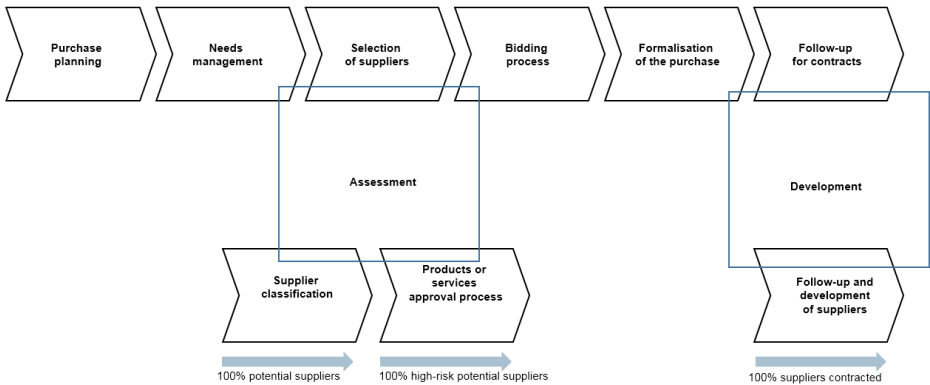 Purchase
planning
Needs
management
Selection
of suppliers
Bidding
process
Formalisation
of the purchase
Follow-up
for contracts
Assessment
Development
Supplier
classification
Products or
services
approval process
Follow-up and
development
of suppliers
100% potential suppliers
100% high-risk potential suppliers
100% suppliers contracted